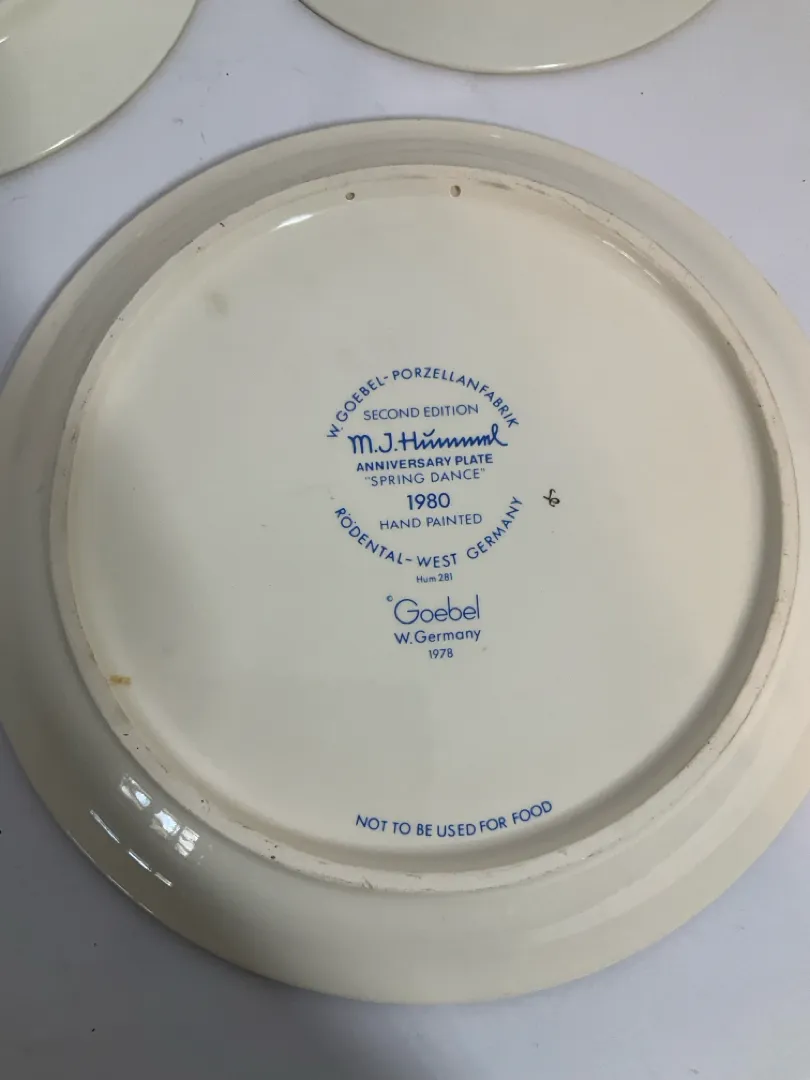 W. GOEBEL-PORZELLANFABRIK
SECOND EDITION
M.J.Hummel
ANNIVERSARY PLATE
"SPRING DANCE"
1980
HAND PAINTED
RÖDENTAL-WEST GERMANY
Hum 281
© Goebel
W. Germany
1978
NOT TO BE USED FOR FOOD